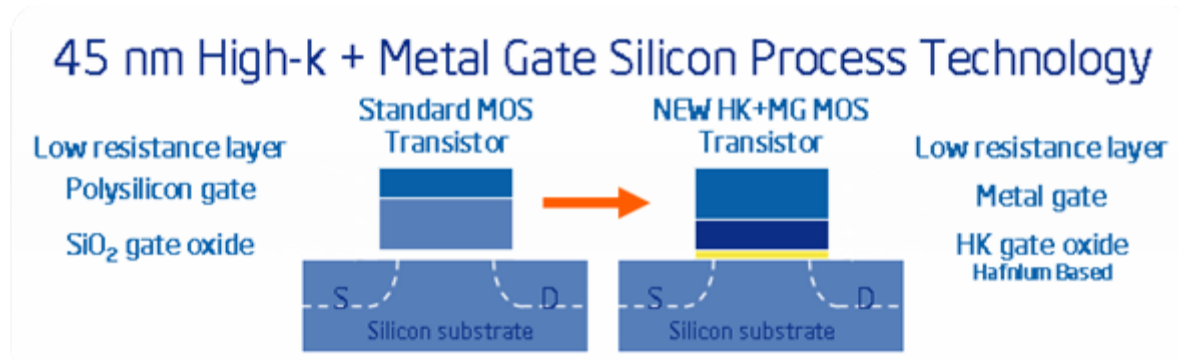 45 nm High-k + Metal Gate Silicon Process Technology
Standard MOS
Transistor
NEW HK+MG MOS
Transistor
Low resistance layer
Polysilicon gate
SiO₂ gate oxide
Low resistance layer
Metal gate
HK gate oxide
Hafnium Based
S
D
Silicon substrate
S
D
Silicon substrate